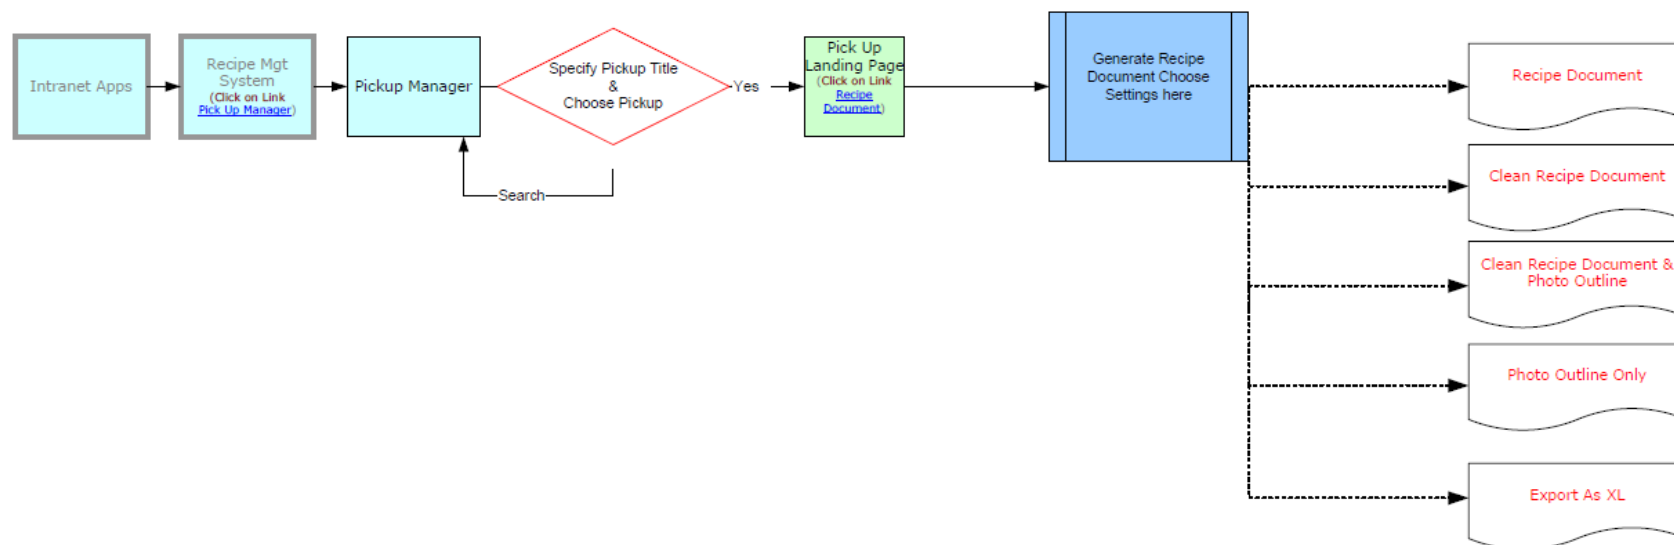 Intranet Apps
Recipe Mgt
System
(Click on Link
Pick Up Manager)
Pickup Manager
Specify Pickup Title
&
Choose Pickup
Yes
Search
Pick Up
Landing Page
(Click on Link
Recipe
Document)
Generate Recipe
Document Choose
Settings here
Recipe Document
Clean Recipe Document
Clean Recipe Document &
Photo Outline
Photo Outline Only
Export As XL